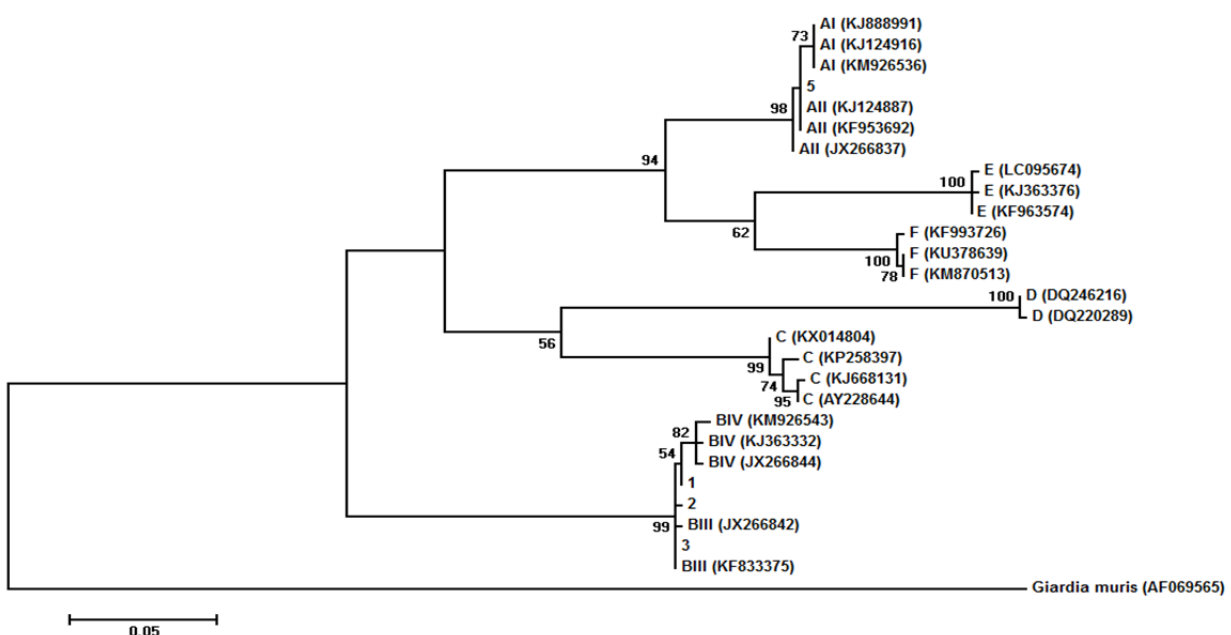 AI (KJ888991)
73
AI (KJ124916)
AI (KM926536)
5
98
AII (KJ124887)
AII (KF953692)
AII (JX266837)
94
E (LC095674)
100
E (KJ363376)
E (KF963574)
62
F (KF993726)
F (KU378639)
100
F (KM870513)
78
D (DQ246216)
100
D (DQ220289)
56
C (KX014804)
C (KP258397)
99
C (KJ668131)
74
C (AY228644)
95
BIV (KM926543)
82
BIV (KJ363332)
54
BIV (JX266844)
1
2
BIII (JX266842)
99
3
BIII (KF833375)
Giardia muris (AF069565)
0.05